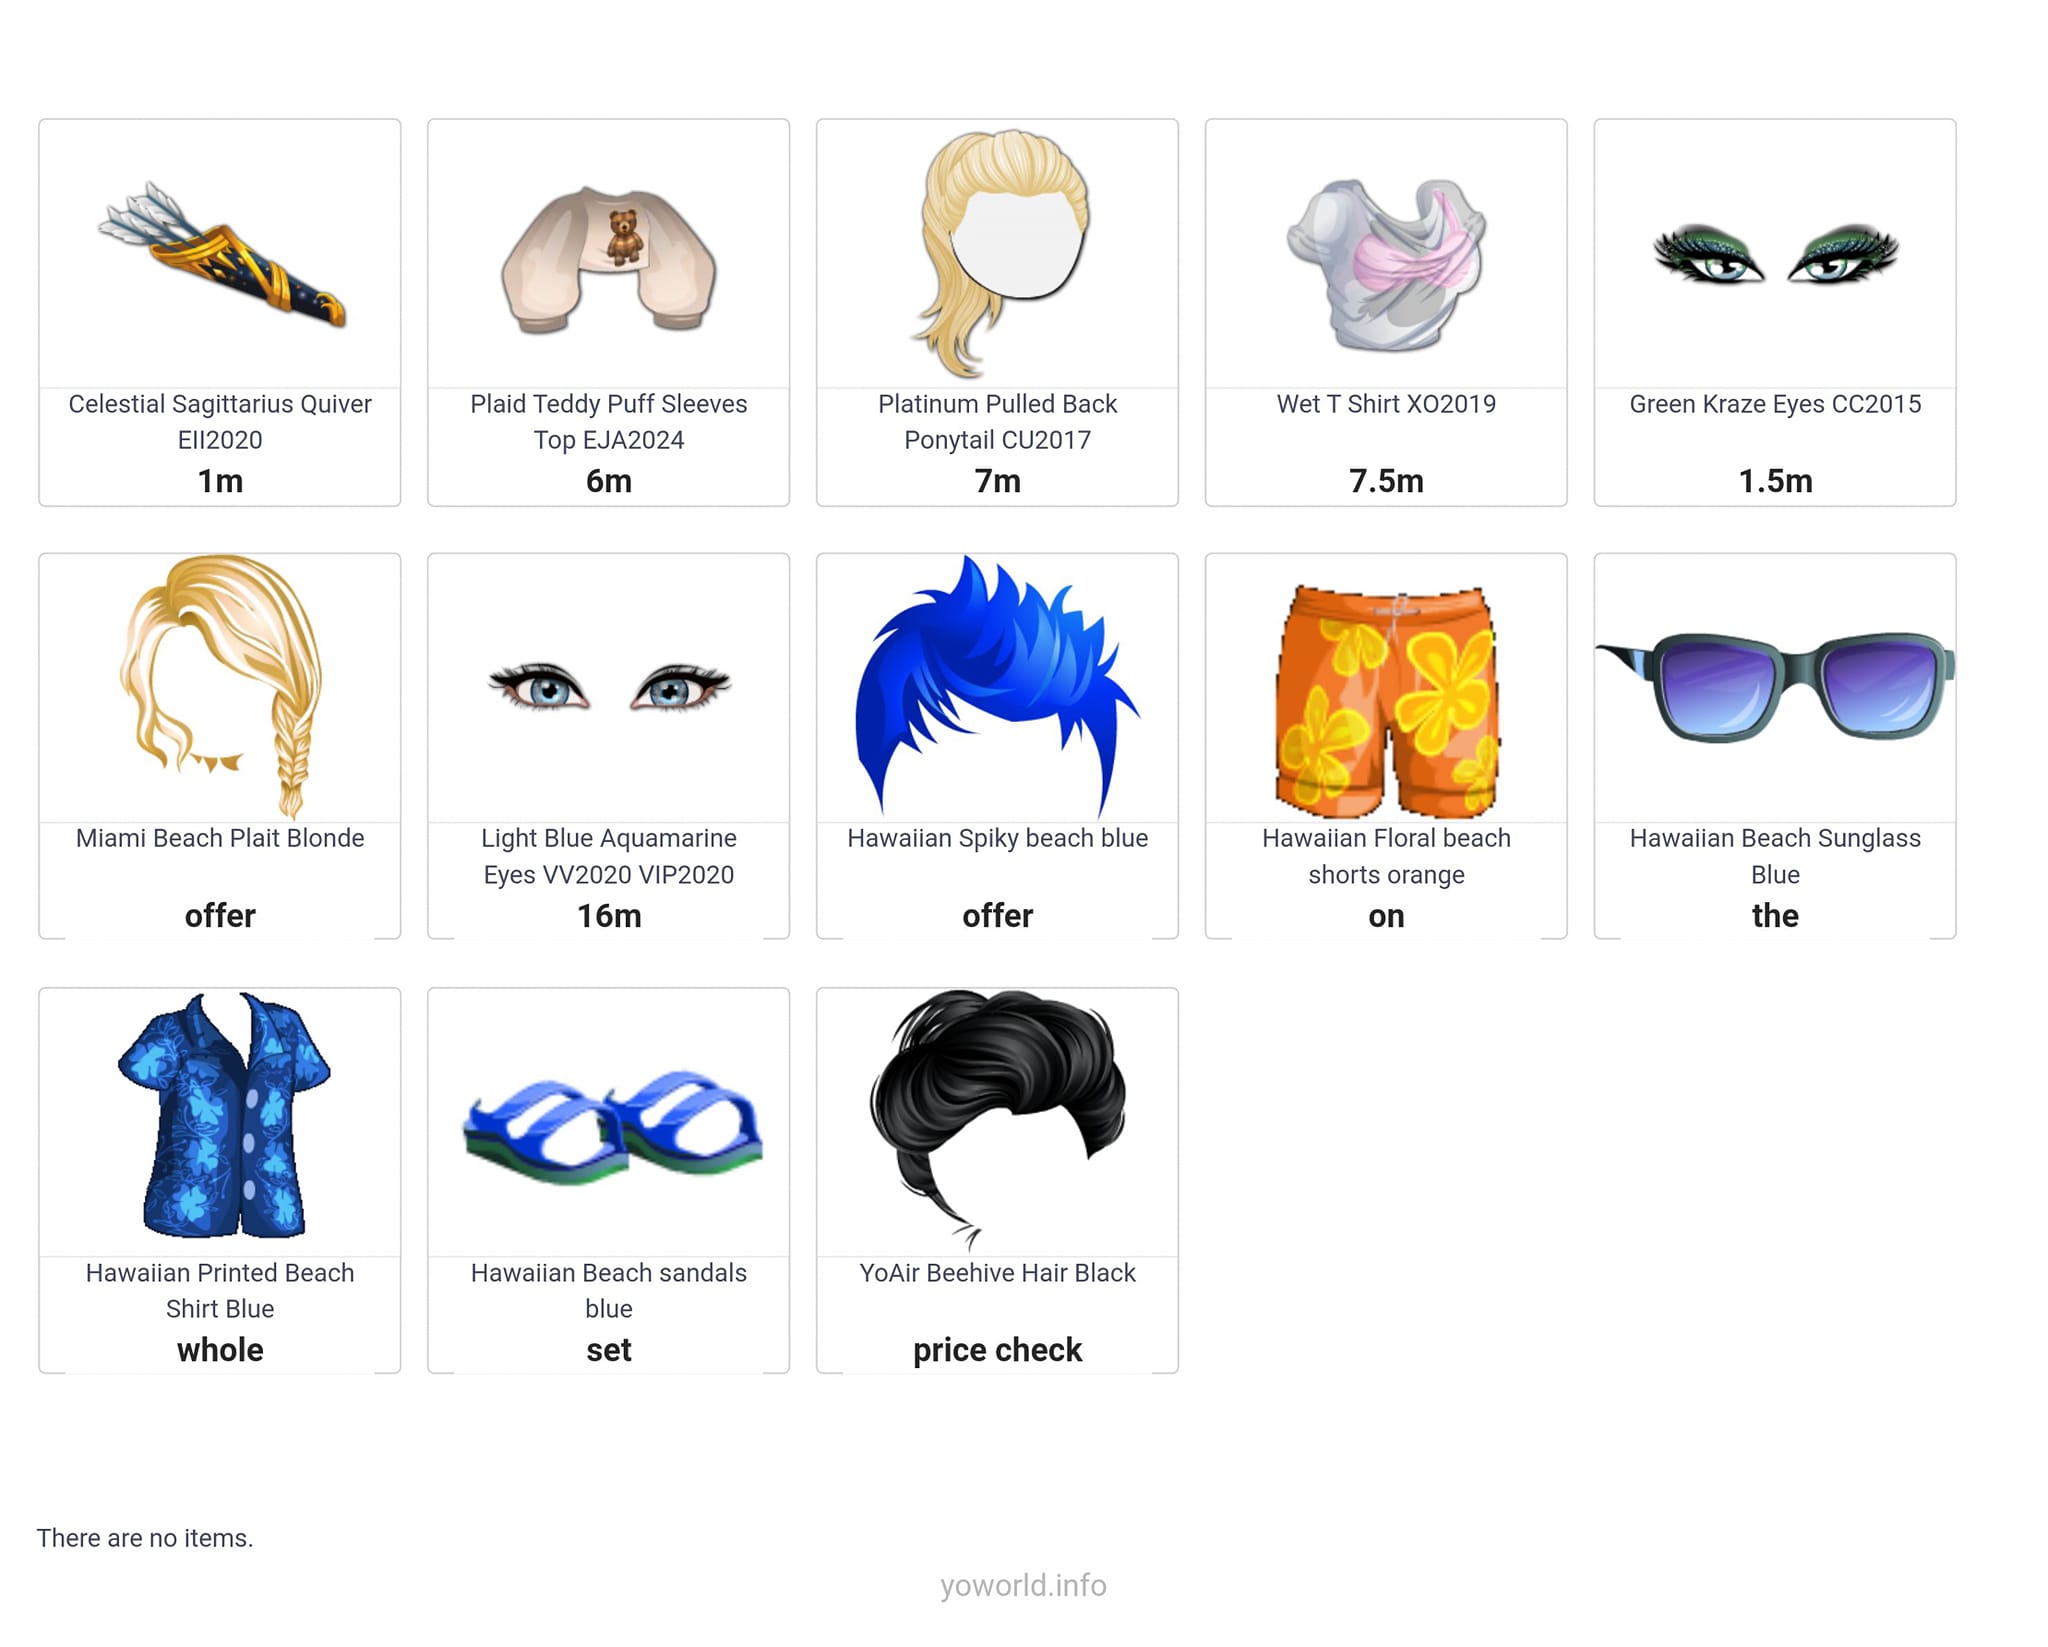 Celestial Sagittarius Quiver
EII2020
1m
Plaid Teddy Puff Sleeves
Top EJA2024
6m
Platinum Pulled Back
Ponytail CU2017
7m
Wet T Shirt XO2019
7.5m
Green Kraze Eyes CC2015
1.5m
Miami Beach Plait Blonde
offer
Light Blue Aquamarine
Eyes VV2020 VIP2020
16m
Hawaiian Spiky beach blue
offer
Hawaiian Floral beach
shorts orange
on
Hawaiian Beach Sunglass
Blue
the
Hawaiian Printed Beach
Shirt Blue
whole
Hawaiian Beach sandals
blue
set
YoAir Beehive Hair Black
price check
There are no items.
yoworld.info